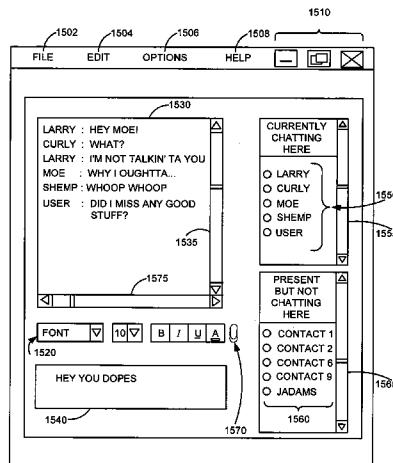 1510
1502 1504 1506 1508
FILE EDIT OPTIONS HELP
1530
LARRY : HEY MOE!
CURLY : WHAT?
LARRY : I'M NOT TALKIN' TA YOU
MOE : WHY I OUGHTTA...
SHEMP : WHOOP WHOOP
USER : DID I MISS ANY GOOD
STUFF?
1535
1575
CURRENTLY
CHATTING
HERE
LARRY
CURLY
MOE
SHEMP
USER
FONT 10 B I U A
1520
HEY YOU DOPES
1540
1570
PRESENT
BUT NOT
CHATTING
HERE
CONTACT 1
CONTACT 2
CONTACT 6
CONTACT 9
JADAMS
1560